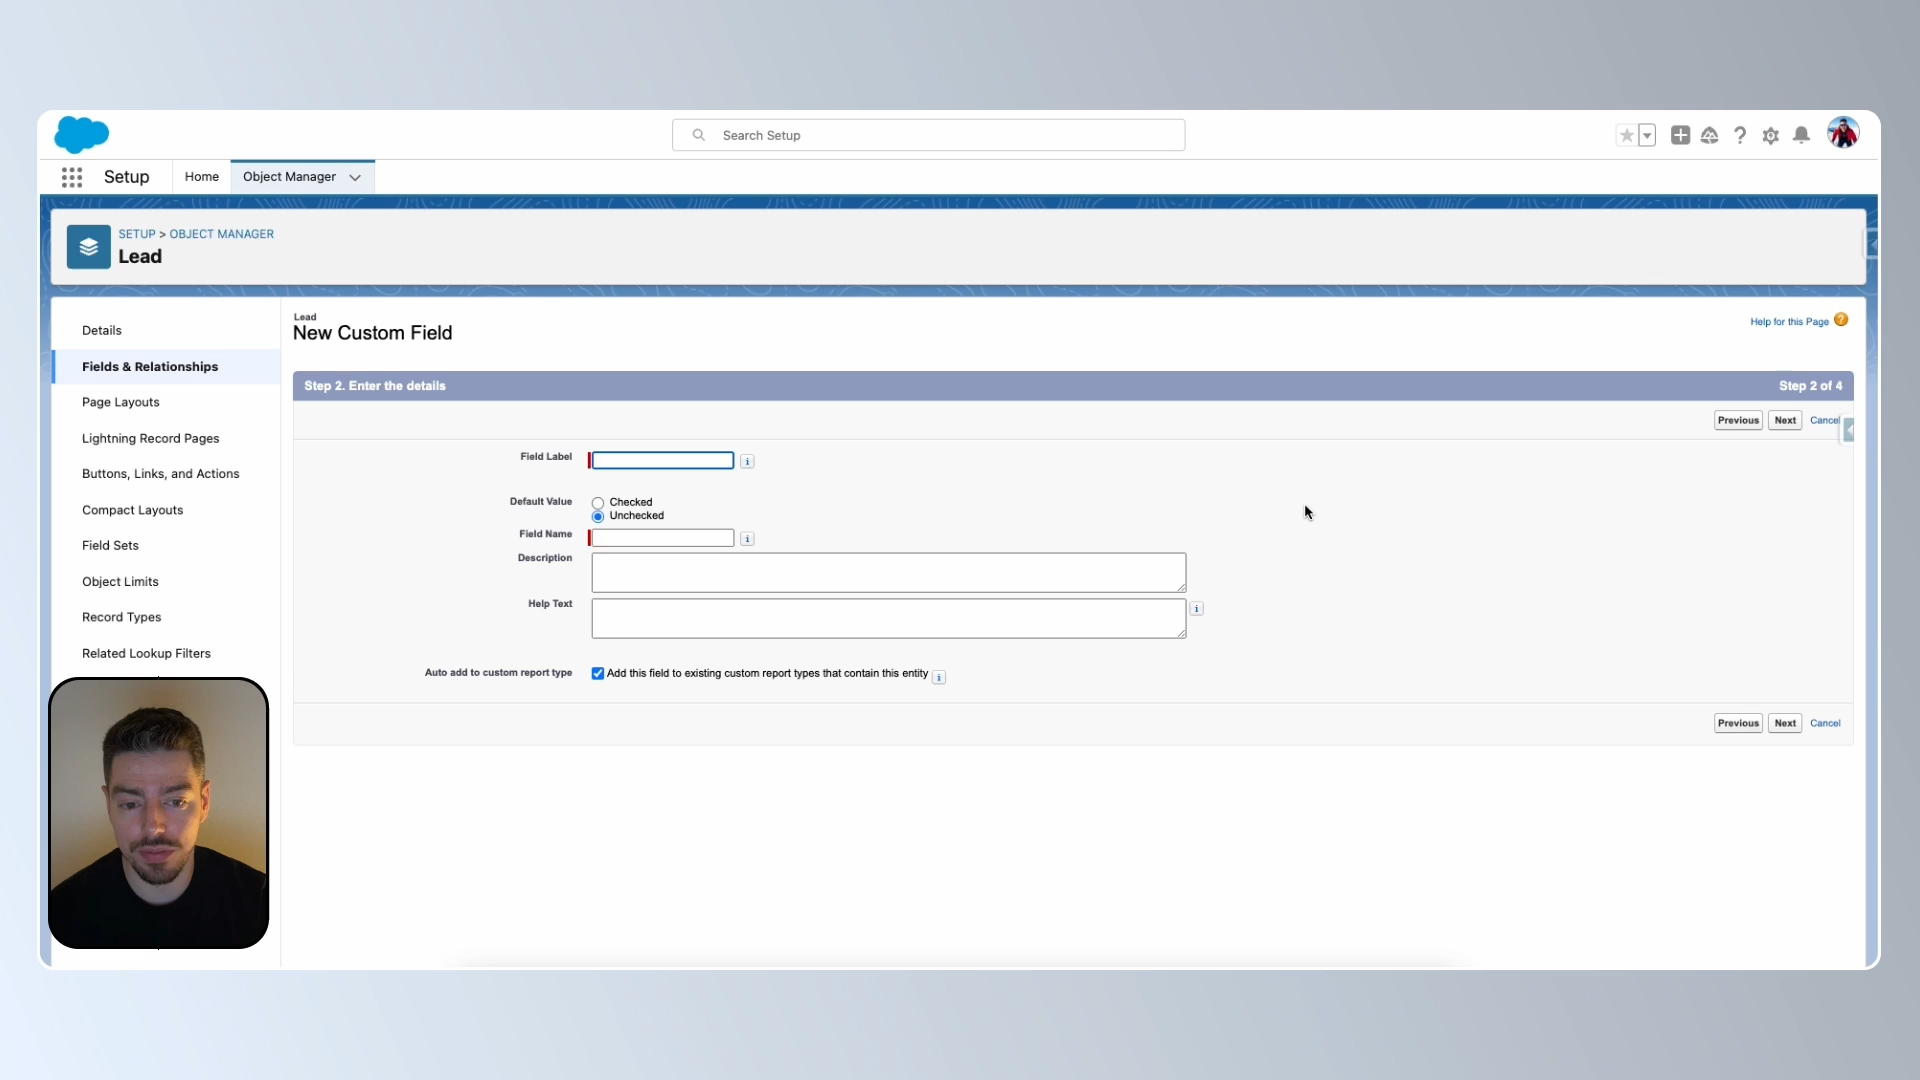 Search Setup
Setup
Home
Object Manager
SETUP > OBJECT MANAGER
Lead
Details
Fields & Relationships
Page Layouts
Lightning Record Pages
Buttons, Links, and Actions
Compact Layouts
Field Sets
Object Limits
Record Types
Related Lookup Filters
Lead
New Custom Field
Help for this Page
Step 2. Enter the details
Step 2 of 4
Previous
Next
Cancel
Field Label
Default Value
Checked
Unchecked
Field Name
Description
Help Text
Auto add to custom report type
Add this field to existing custom report types that contain this entity
Previous
Next
Cancel